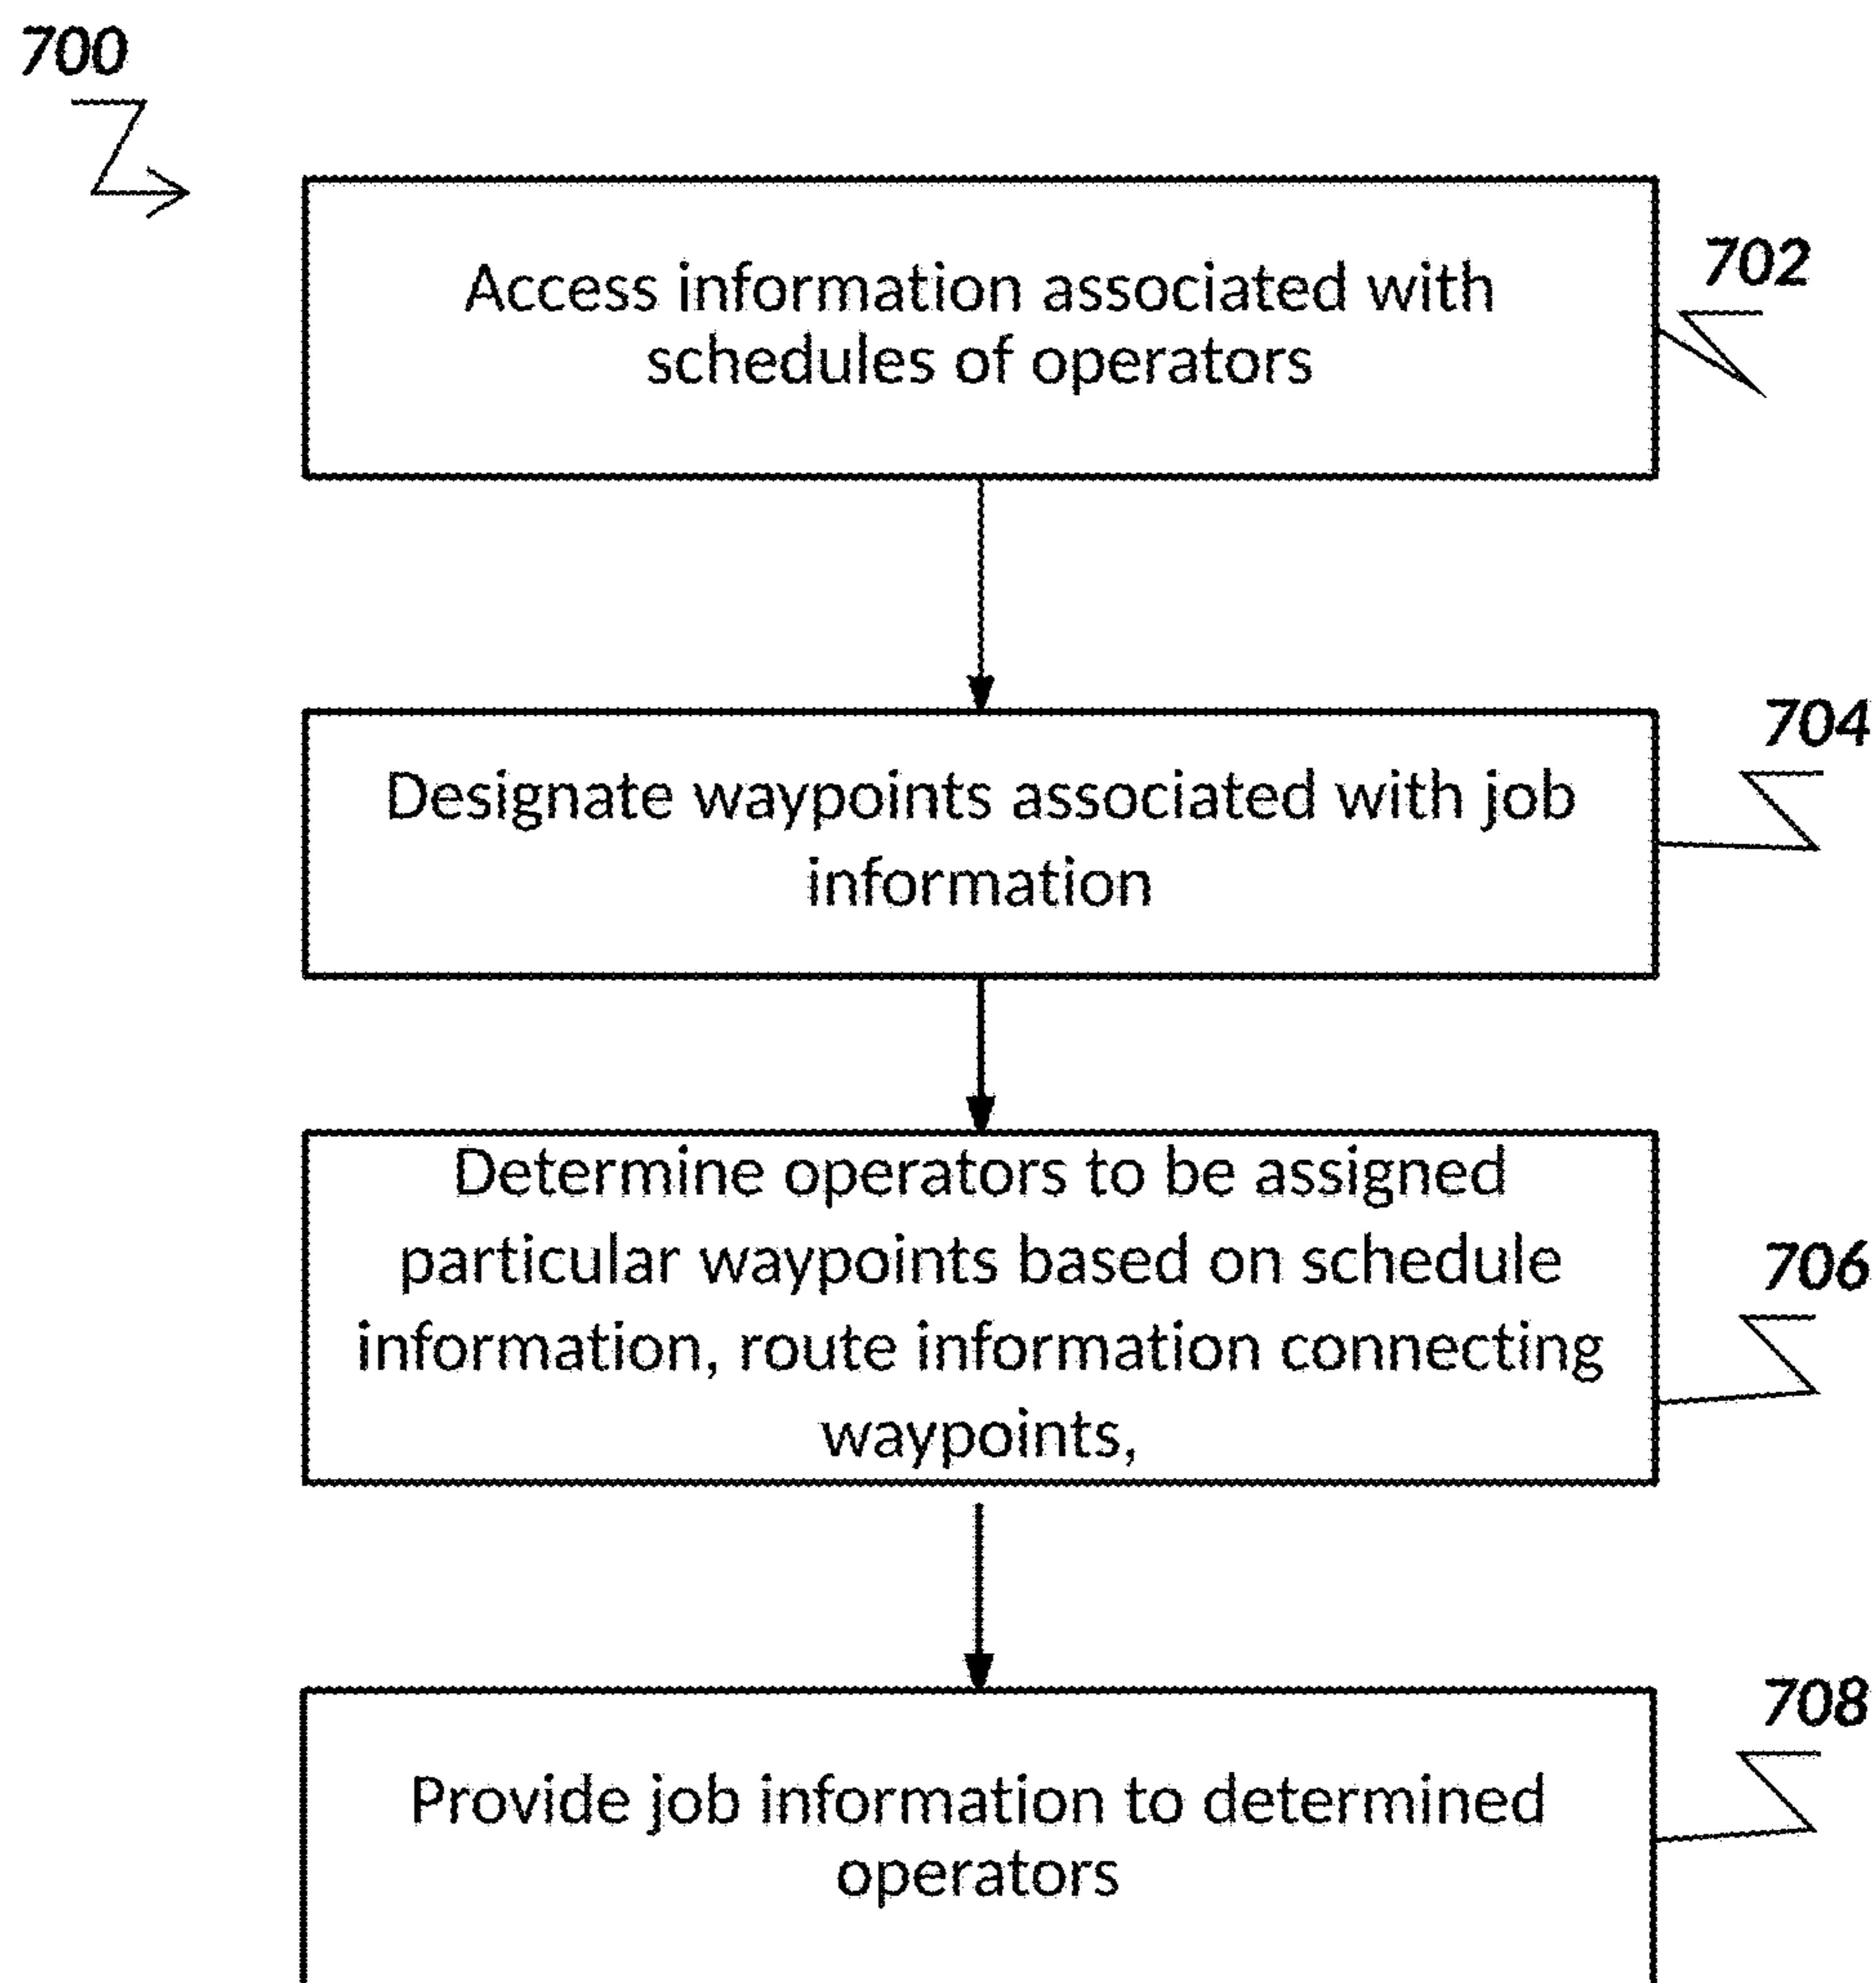 700
Access information associated with
schedules of operators
702
Designate waypoints associated with job
information
704
Determine operators to be assigned
particular waypoints based on schedule
information, route information connecting
waypoints,
706
Provide job information to determined
operators
708